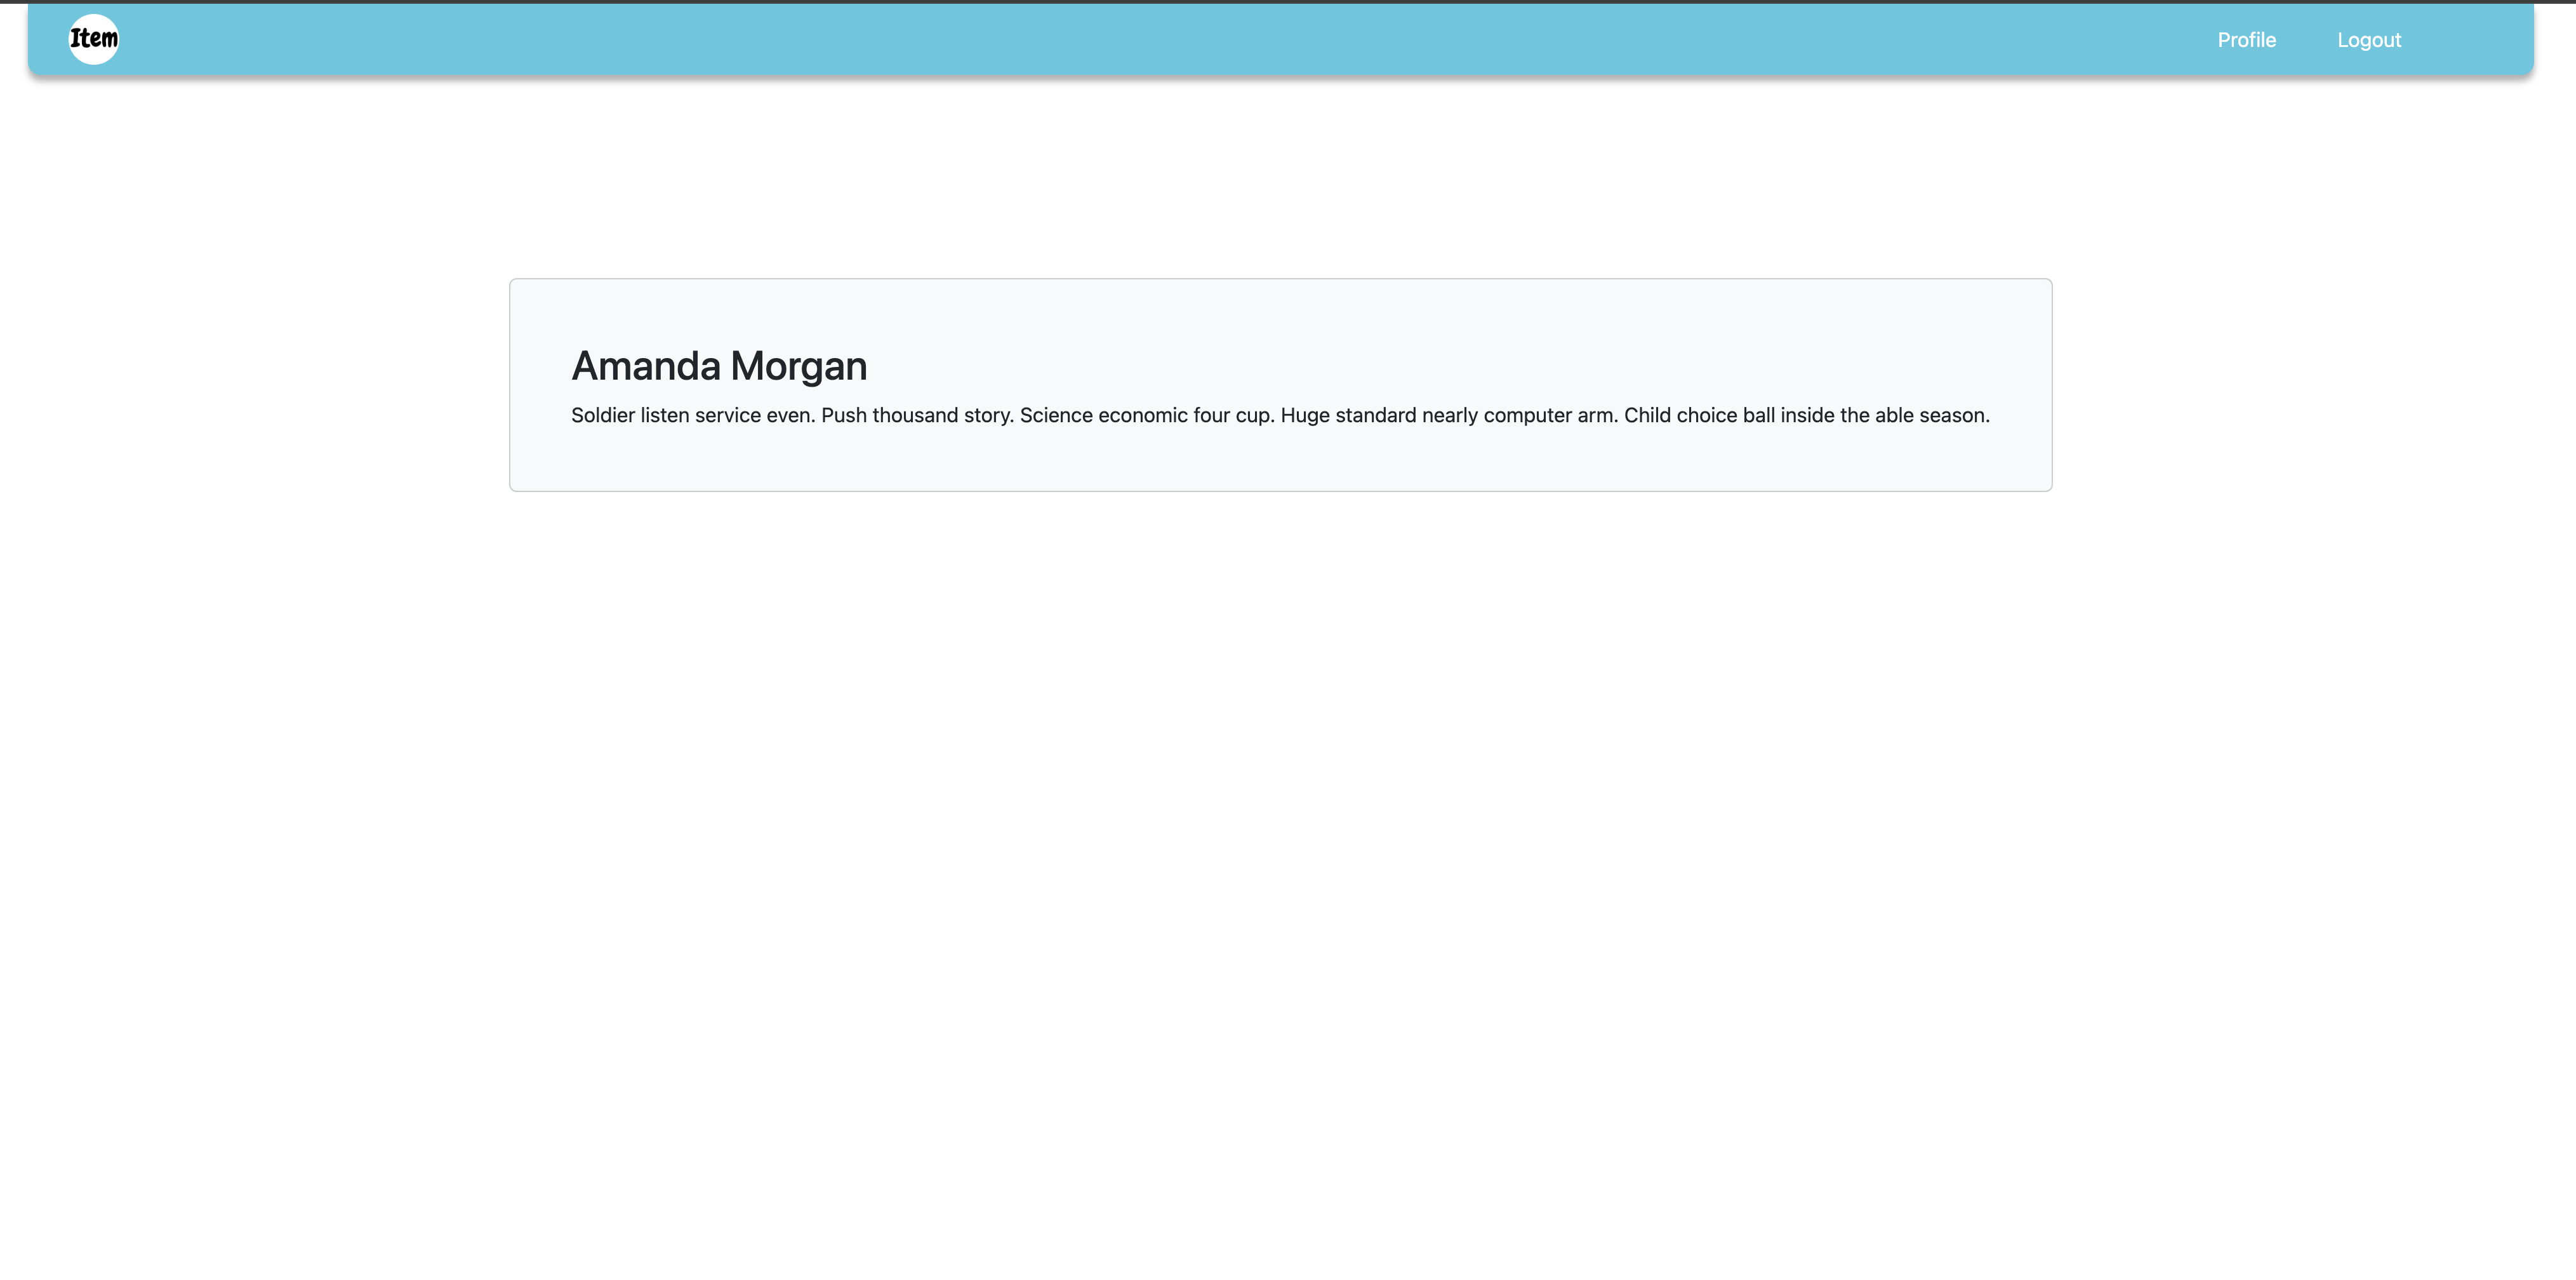 Item
Profile
Logout
Amanda Morgan
Soldier listen service even. Push thousand story. Science economic four cup. Huge standard nearly computer arm. Child choice ball inside the able season.